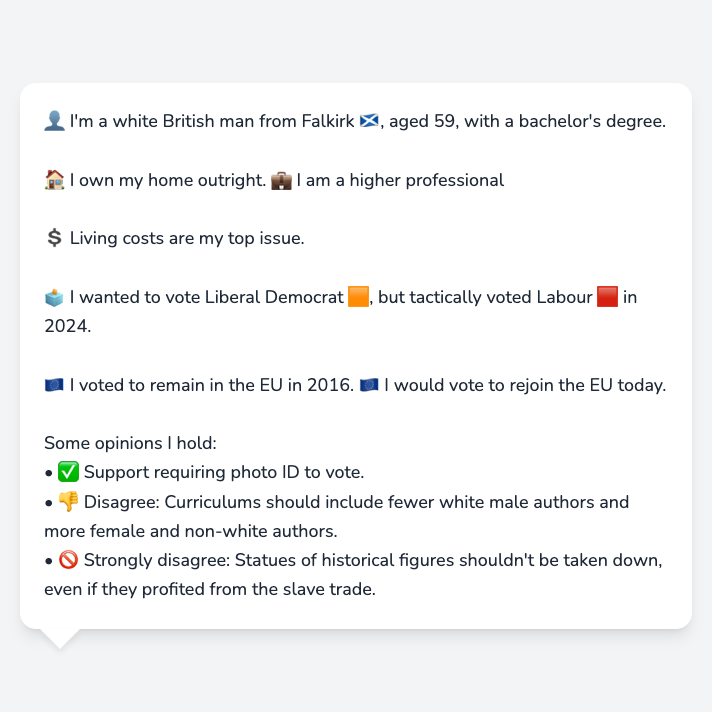 👤 I'm a white British man from Falkirk 🏴󠁧󠁢󠁳󠁣󠁴󠁿, aged 59, with a bachelor's degree.
🏠 I own my home outright. 💼 I am a higher professional
💲 Living costs are my top issue.
🗳️ I wanted to vote Liberal Democrat 🟧, but tactically voted Labour 🟥 in
2024.
🇪🇺 I voted to remain in the EU in 2016. 🇪🇺 I would vote to rejoin the EU today.
Some opinions I hold:
• ✅ Support requiring photo ID to vote.
• 👎 Disagree: Curriculums should include fewer white male authors and
more female and non-white authors.
• 🚫 Strongly disagree: Statues of historical figures shouldn't be taken down,
even if they profited from the slave trade.